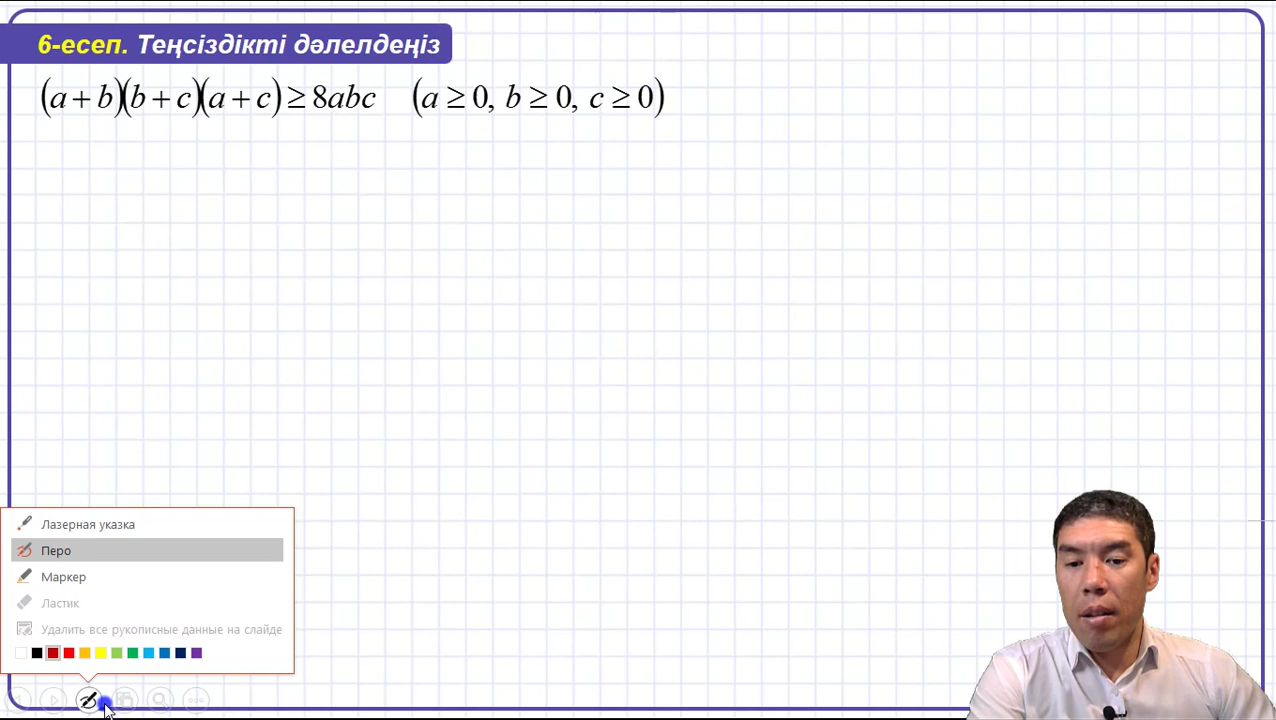 6-есеп. Теңсіздікті дәлелдеңіз
(a + b)(b + c)(a + c) ≥ 8abc (a ≥ 0, b ≥ 0, c ≥ 0)
Лазерная указка
Перо
Маркер
Ластик
Удалить все рукописные данные на слайде